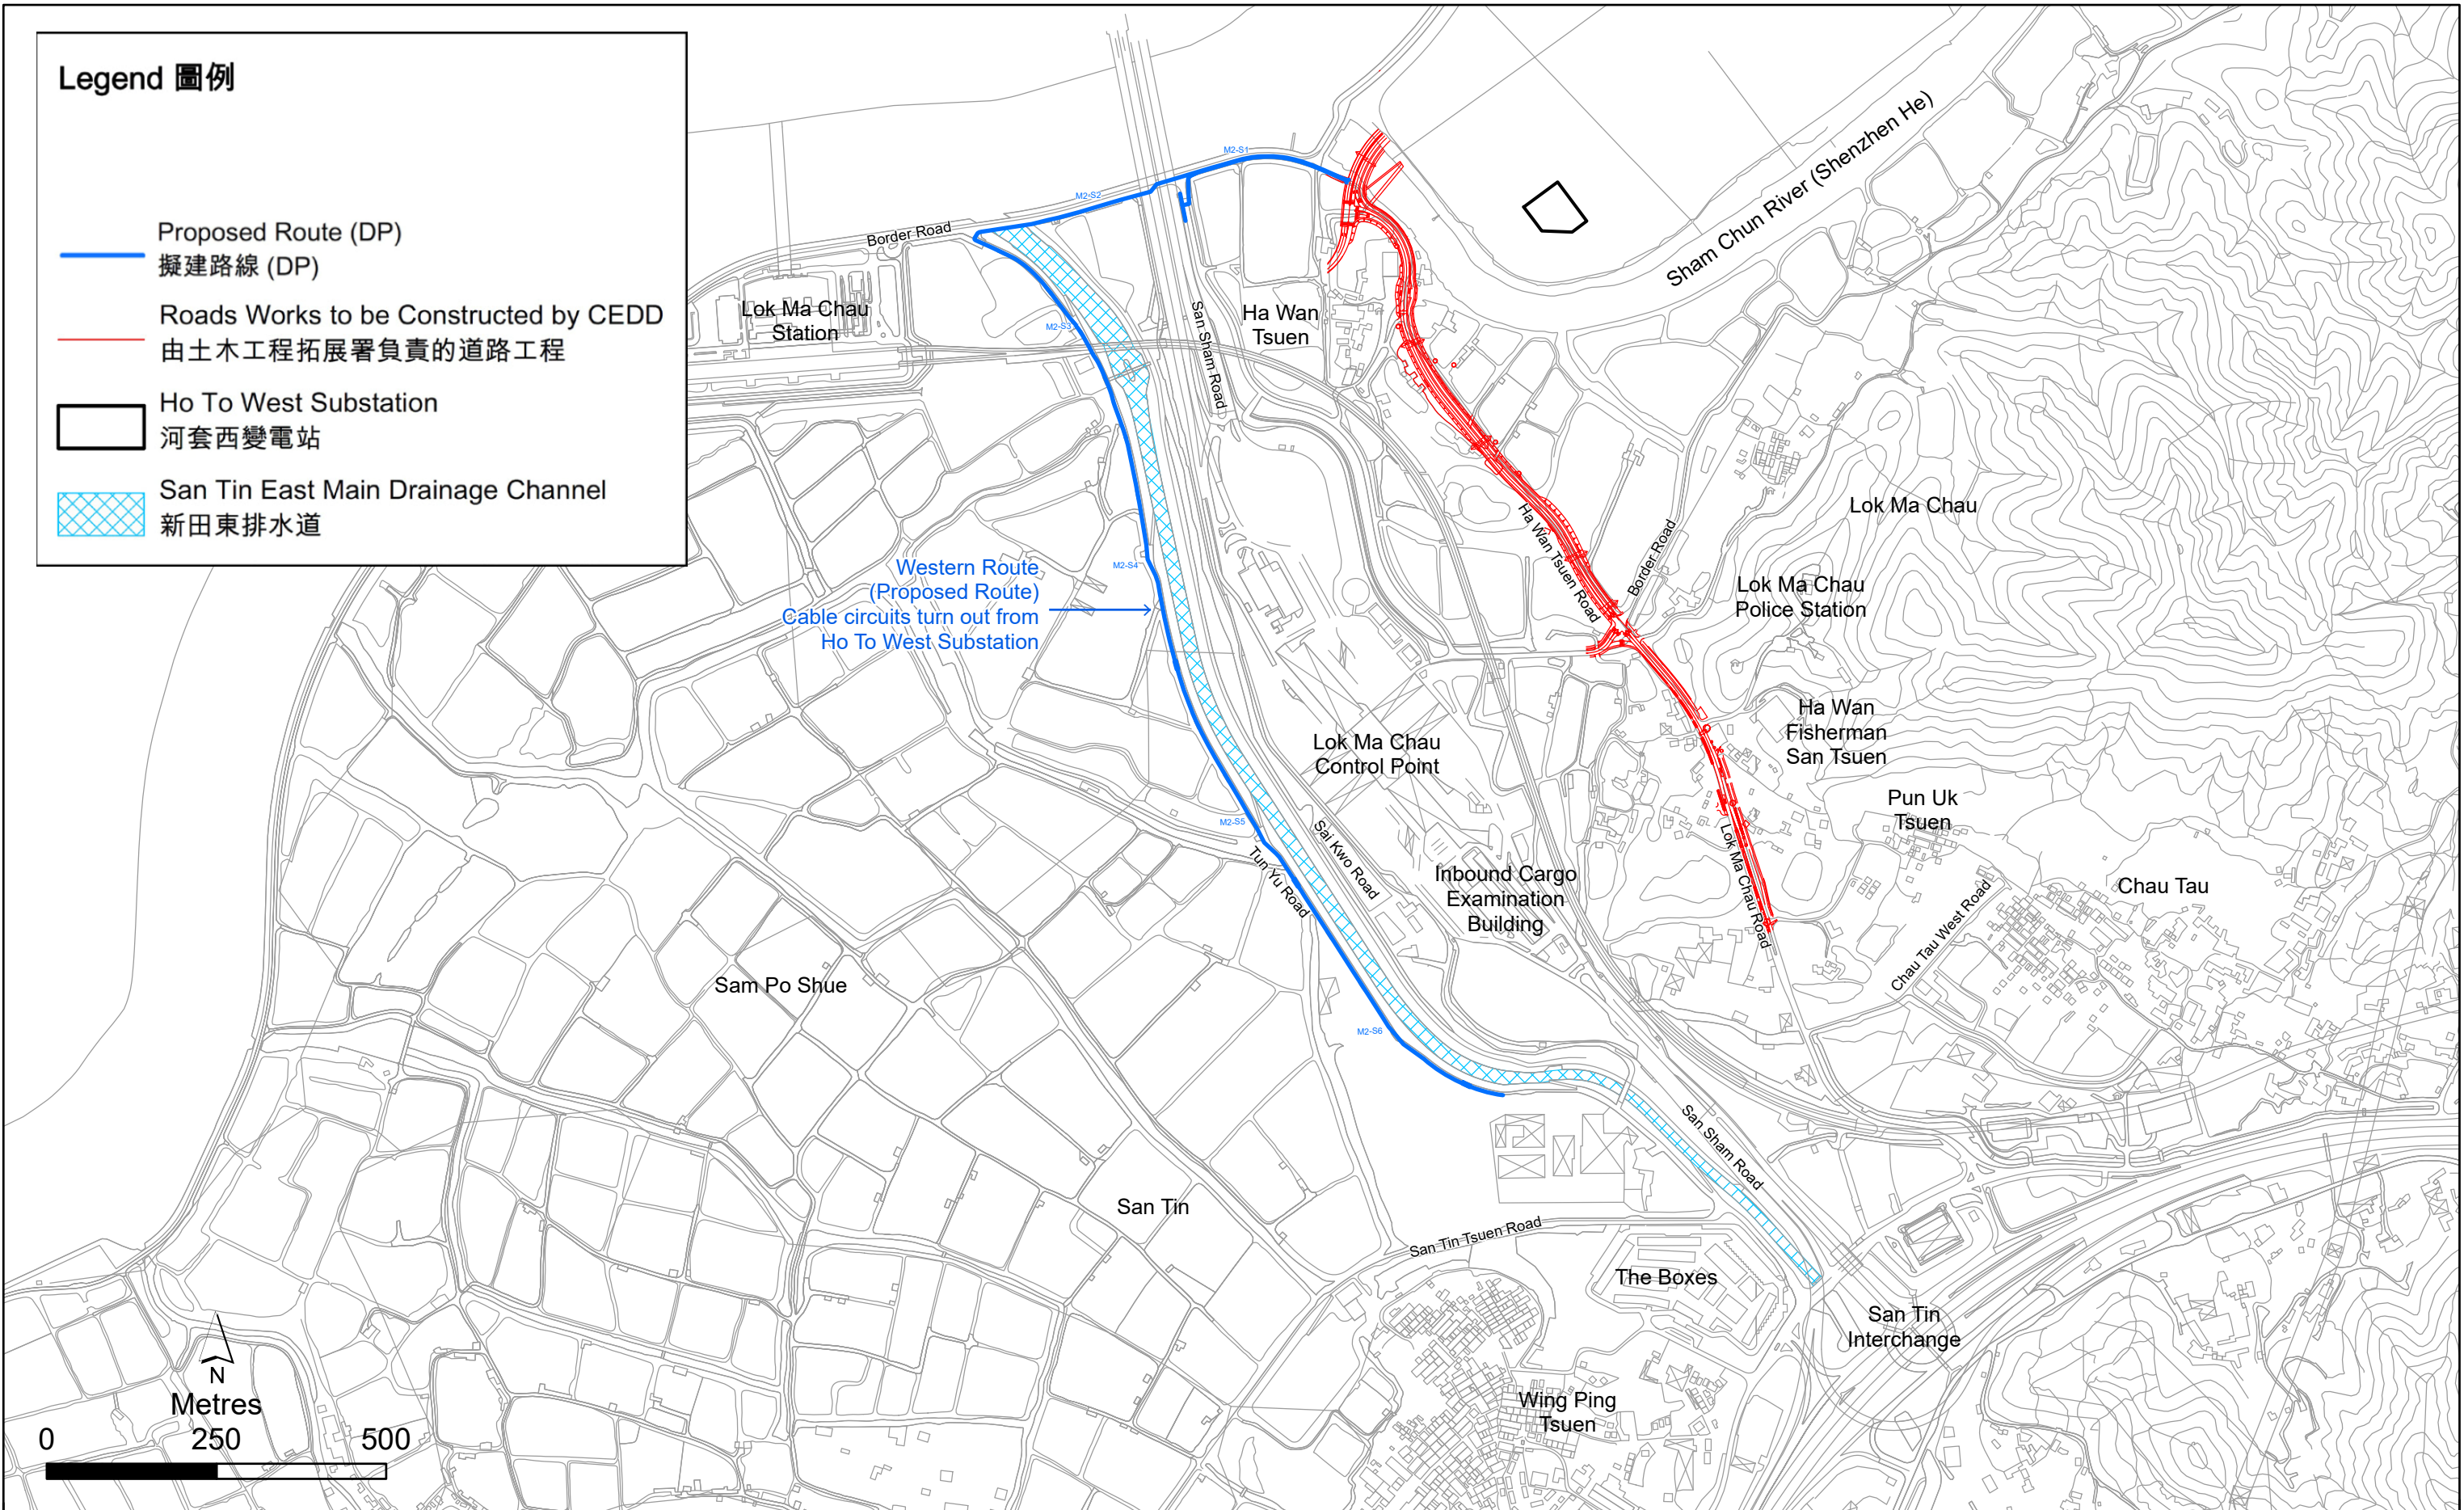 Legend 圖例
Proposed Route (DP)
擬建路線 (DP)
Roads Works to be Constructed by CEDD
由土木工程拓展署負責的道路工程
Ho To West Substation
河套西變電站
San Tin East Main Drainage Channel
新田東排水道
M2-S1
M2-S2
Border Road
Sham Chun River (Shenzhen He)
Lok Ma Chau
Station
M2-S3
San Sham Road
Ha Wan
Tsuen
Lok Ma Chau
Ha Wan Tsuen Road
Border Road
Western Route
(Proposed Route)
Cable circuits turn out from
Ho To West Substation
M2-S4
Lok Ma Chau
Police Station
Lok Ma Chau
Control Point
Ha Wan
Fisherman
San Tsuen
Pun Uk
Tsuen
M2-S5
Tun Yu Road
Sai Kwo Road
Inbound Cargo
Examination
Building
Lok Ma Chau Road
Chau Tau West Road
Chau Tau
Sam Po Shue
M2-S6
San Sham Road
San Tin
San Tin Tsuen Road
The Boxes
San Tin
Interchange
Wing Ping
Tsuen
N
Metres
0 250 500